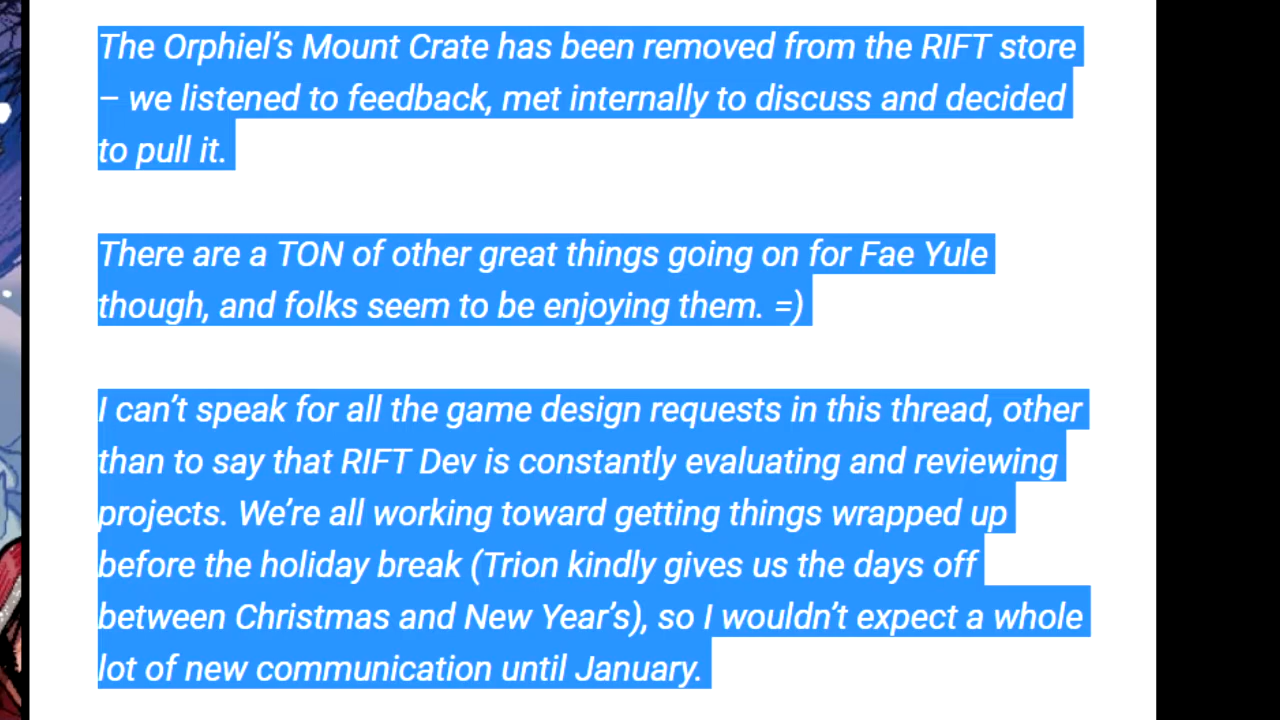 The Orphiel’s Mount Crate has been removed from the RIFT store
– we listened to feedback, met internally to discuss and decided
to pull it.
There are a TON of other great things going on for Fae Yule
though, and folks seem to be enjoying them. =)
I can’t speak for all the game design requests in this thread, other
than to say that RIFT Dev is constantly evaluating and reviewing
projects. We’re all working toward getting things wrapped up
before the holiday break (Trion kindly gives us the days off
between Christmas and New Year’s), so I wouldn’t expect a whole
lot of new communication until January.